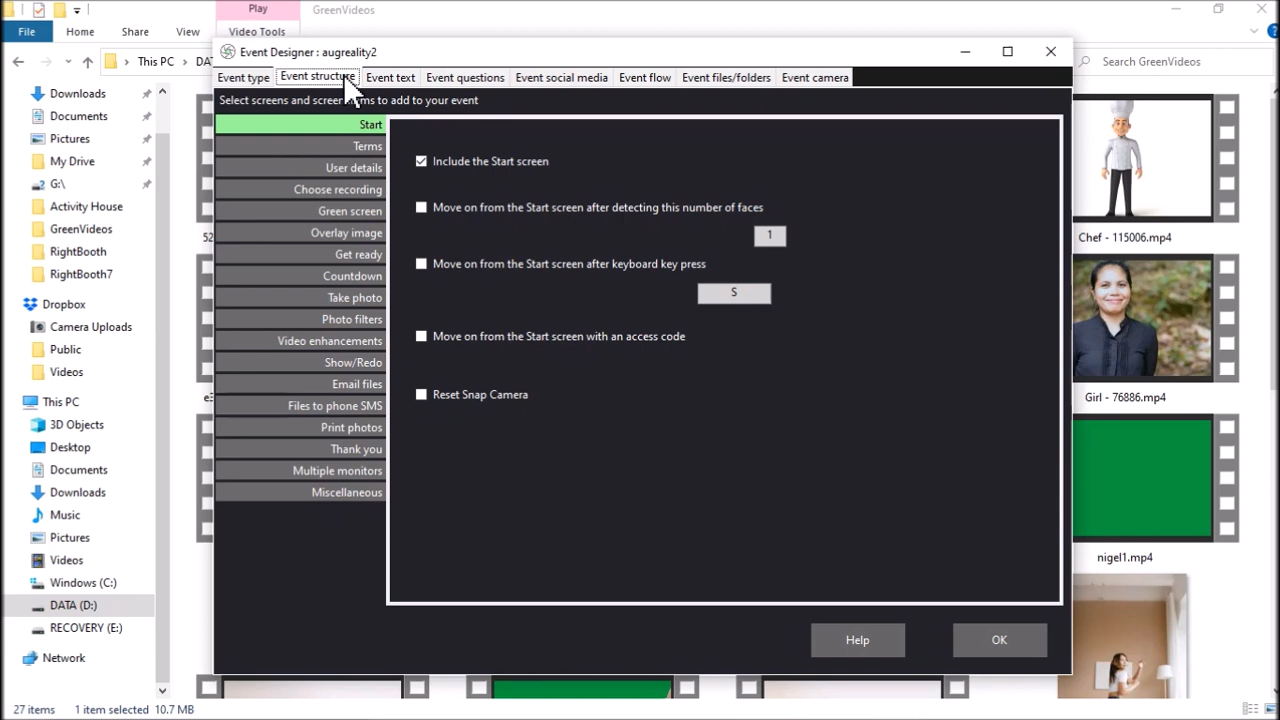 Play
GreenVideos
File
Home
Share
View
Video Tools
This PC
Search GreenVideos
Event Designer : augreality2
Event type
Event structure
Event text
Event questions
Event social media
Event flow
Event files/folders
Event camera
Select screens and screen items to add to your event
Start
Terms
User details
Choose recording
Green screen
Overlay image
Get ready
Countdown
Take photo
Photo filters
Video enhancements
Show/Redo
Email files
Files to phone SMS
Print photos
Thank you
Multiple monitors
Miscellaneous
Include the Start screen
Move on from the Start screen after detecting this number of faces
1
Move on from the Start screen after keyboard key press
S
Move on from the Start screen with an access code
Reset Snap Camera
Help
OK
Downloads
Documents
Pictures
My Drive
G:\
Activity House
GreenVideos
RightBooth
RightBooth7
Dropbox
Camera Uploads
Public
Videos
This PC
3D Objects
Desktop
Documents
Downloads
Music
Pictures
Videos
Windows (C:)
DATA (D:)
RECOVERY (E:)
Network
Chef - 115006.mp4
Girl - 76886.mp4
nigel1.mp4
27 items
1 item selected 10.7 MB